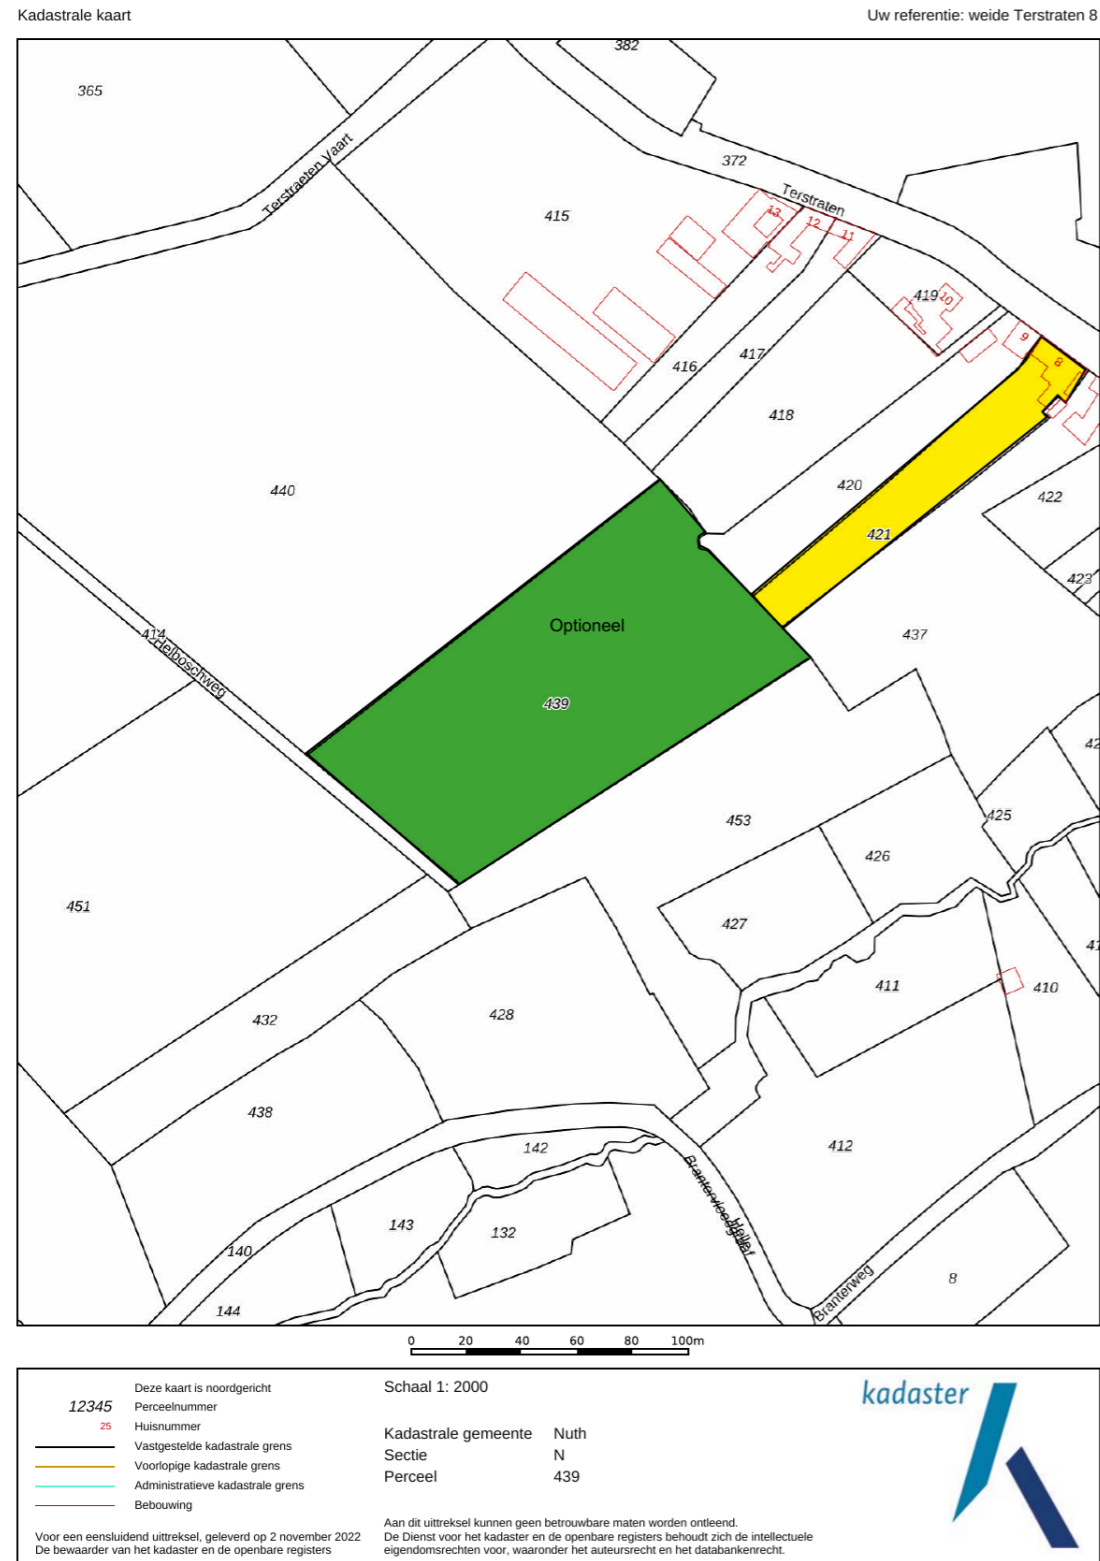 Kadastrale kaart
Uw referentie: weide Terstraten 8
382
365
372
Terstraeten Vaart
Terstraten
415
13
12
11
419
10
9
8
416
417
418
440
420
422
421
423
Optioneel
414
Helboschweg
437
439
42
453
425
426
451
427
41
411
410
432
428
438
142
412
143
132
140
144
8
Branterweg
0 20 40 60 80 100m
Deze kaart is noordgericht
12345 Perceelnummer
25 Huisnummer
Vastgestelde kadastrale grens
Voorlopige kadastrale grens
Administratieve kadastrale grens
Bebouwing
Voor een eensluidend uittreksel, geleverd op 2 november 2022
De bewaarder van het kadaster en de openbare registers
Schaal 1: 2000
Kadastrale gemeente Nuth
Sectie N
Perceel 439
Aan dit uittreksel kunnen geen betrouwbare maten worden ontleend.
De Dienst voor het kadaster en de openbare registers behoudt zich de intellectuele
eigendomsrechten voor, waaronder het auteursrecht en het databankenrecht.
kadaster